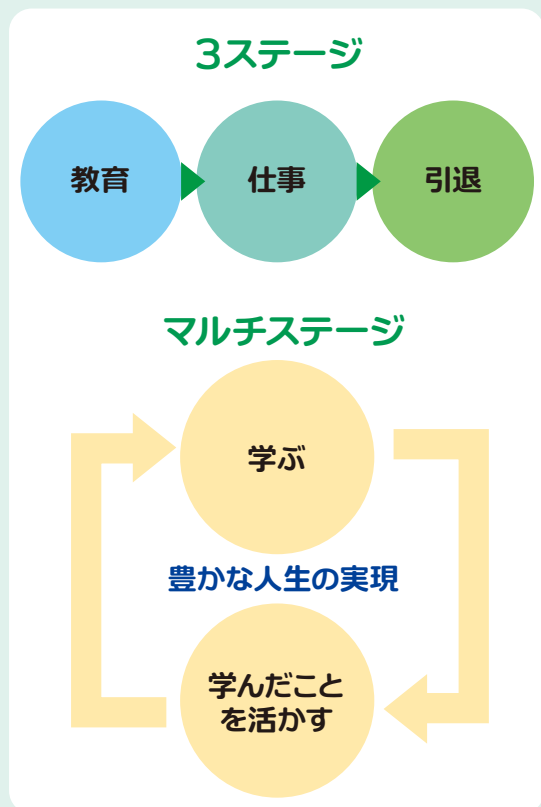 3ステージ
教育
仕事
引退
マルチステージ
学ぶ
豊かな人生の実現
学んだこと
を活かす